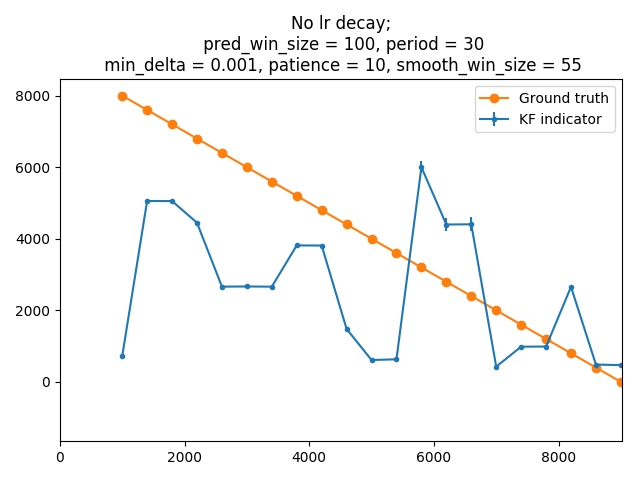 No lr decay;
pred_win_size = 100, period = 30
min_delta = 0.001, patience = 10, smooth_win_size = 55
Ground truth
KF indicator
8000
6000
4000
2000
0
0
2000
4000
6000
8000